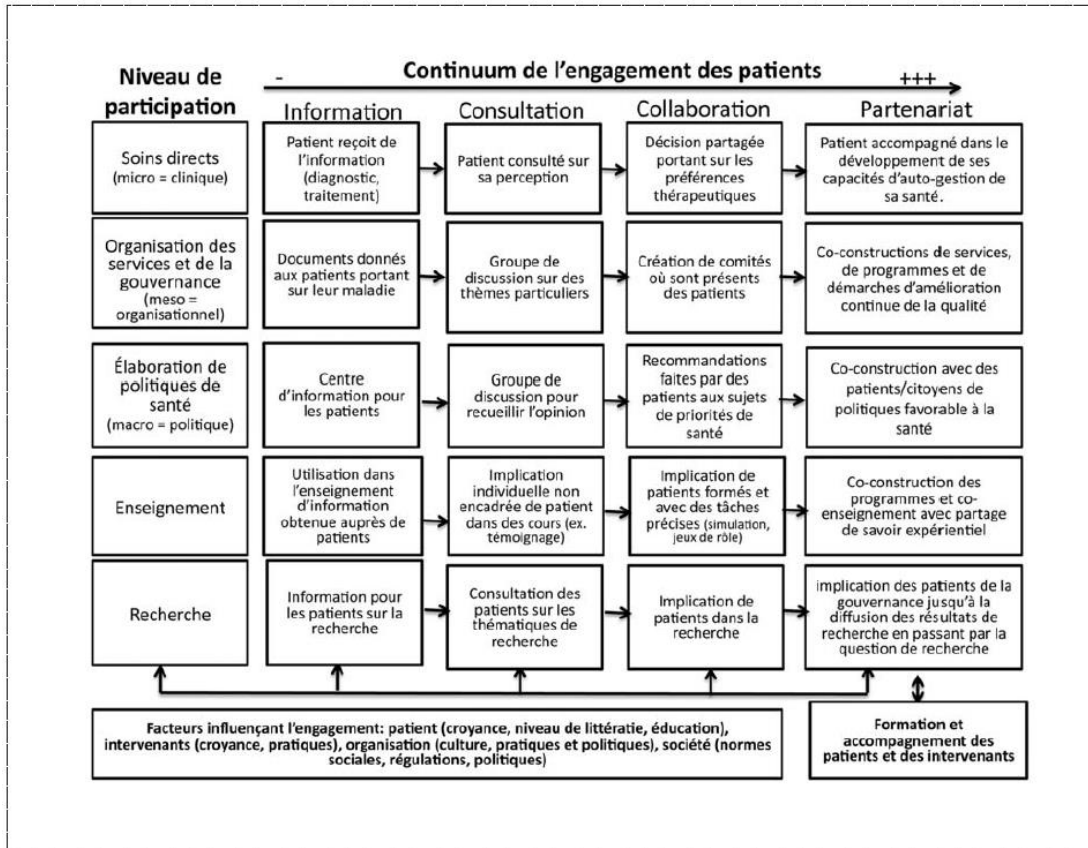 Niveau de
participation
- Continuum de l'engagement des patients +++
Information
Consultation
Collaboration
Partenariat
Soins directs
(micro = clinique)
Patient reçoit de
l'information
(diagnostic,
traitement)
Patient consulté sur
sa perception
Décision partagée
portant sur les
préférences
thérapeutiques
Patient accompagné dans le
développement de ses
capacités d'auto-gestion de
sa santé.
Organisation des
services et de la
gouvernance
(meso =
organisationnel)
Documents donnés
aux patients portant
sur leur maladie
Groupe de
discussion sur des
thèmes particuliers
Création de comités
où sont présents
des patients
Co-constructions de services,
de programmes et de
démarches d'amélioration
continue de la qualité
Élaboration de
politiques de
santé
(macro = politique)
Centre
d'information pour
les patients
Groupe de
discussion pour
recueillir l'opinion
Recommandations
faites par des
patients aux sujets
de priorités de
santé
Co-construction avec des
patients/citoyens de
politiques favorable à la
santé
Enseignement
Utilisation dans
l'enseignement
d'information
obtenue auprès de
patients
Implication
individuelle non
encadrée de patient
dans des cours (ex.
témoignage)
Implication de
patients formés et
avec des tâches
précises (simulation,
jeux de rôle)
Co-construction des
programmes et co-
enseignement avec partage
de savoir expérientiel
Recherche
Information pour
les patients sur la
recherche
Consultation des
patients sur les
thématiques de
recherche
Implication de
patients dans la
recherche
implication des patients de la
gouvernance jusqu'à la
diffusion des résultats de
recherche en passant par la
question de recherche
Facteurs influençant l'engagement: patient (croyance, niveau de littératie, éducation),
intervenants (croyance, pratiques), organisation (culture, pratiques et politiques), société (normes
sociales, régulations, politiques)
Formation et
accompagnement des
patients et des intervenants